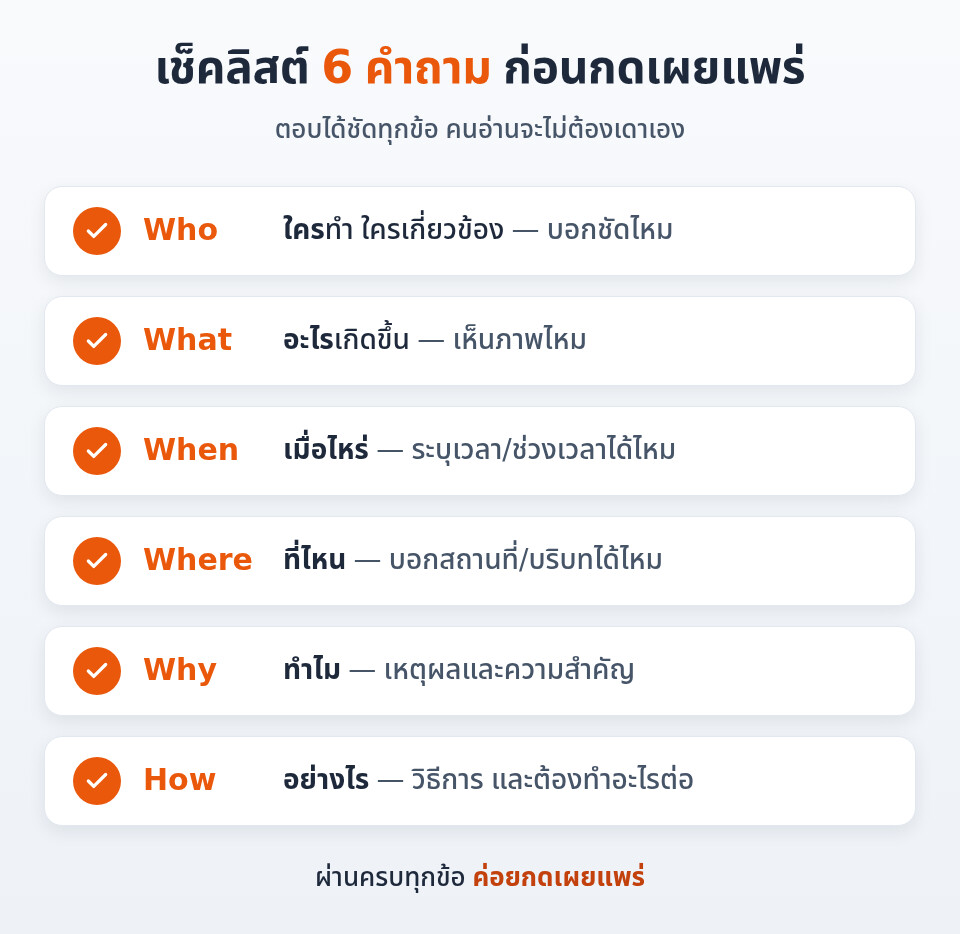 เช็คลิสต์ 6 คำถาม ก่อนกดเผยแพร่
ตอบได้ชัดทุกข้อ คนอ่านจะไม่ต้องเดาเอง
Who ใครทำ ใครเกี่ยวข้อง — บอกชัดไหม
What อะไรเกิดขึ้น — เห็นภาพไหม
When เมื่อไหร่ — ระบุเวลา/ช่วงเวลาได้ไหม
Where ที่ไหน — บอกสถานที่/บริบทได้ไหม
Why ทำไม — เหตุผลและความสำคัญ
How อย่างไร — วิธีการ และต้องทำอะไรต่อ
ผ่านครบทุกข้อ ค่อยกดเผยแพร่